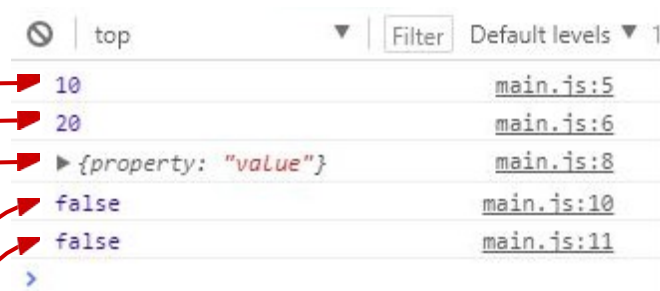 top ▼ Filter Default levels ▼ 1
10 main.js:5
20 main.js:6
▶ {property: "value"} main.js:8
false main.js:10
false main.js:11
>